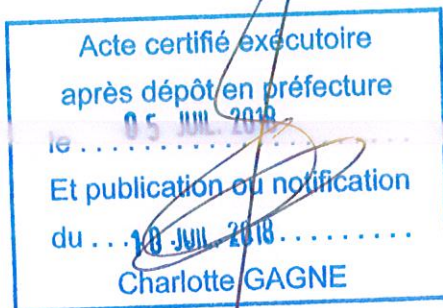 Acte certifié exécutoire
après dépôt en préfecture
le . . . 05 JUIL. 2018 . . . . .
Et publication ou notification
du . . . 10 JUIL. 2018 . . . . . . . . .
Charlotte GAGNE